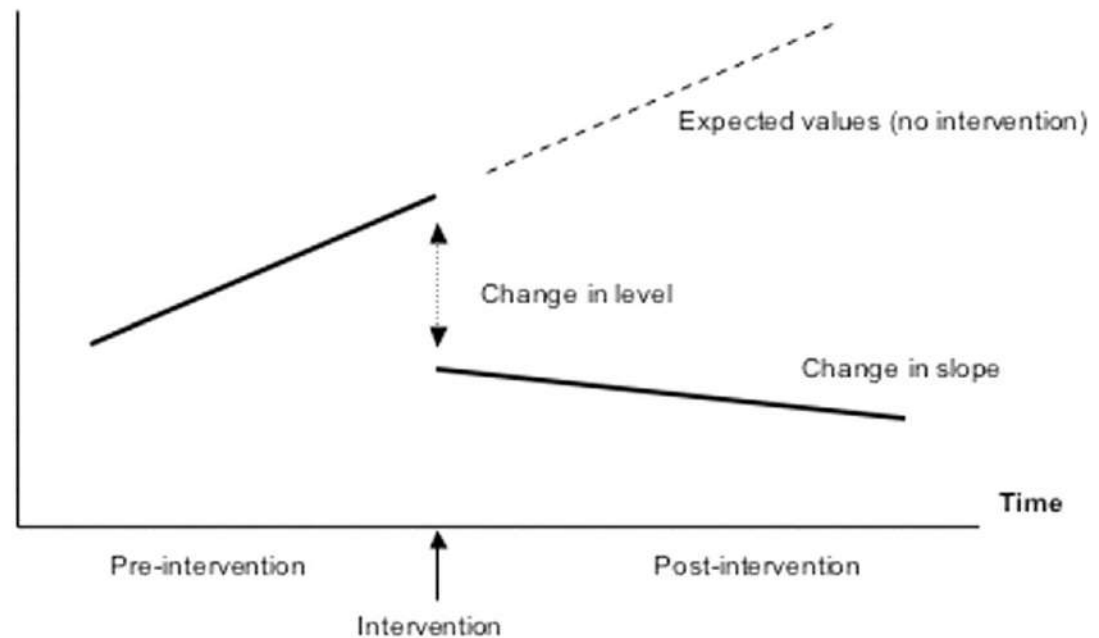 Expected values (no intervention)
Change in level
Change in slope
Time
Pre-intervention
Post-intervention
Intervention